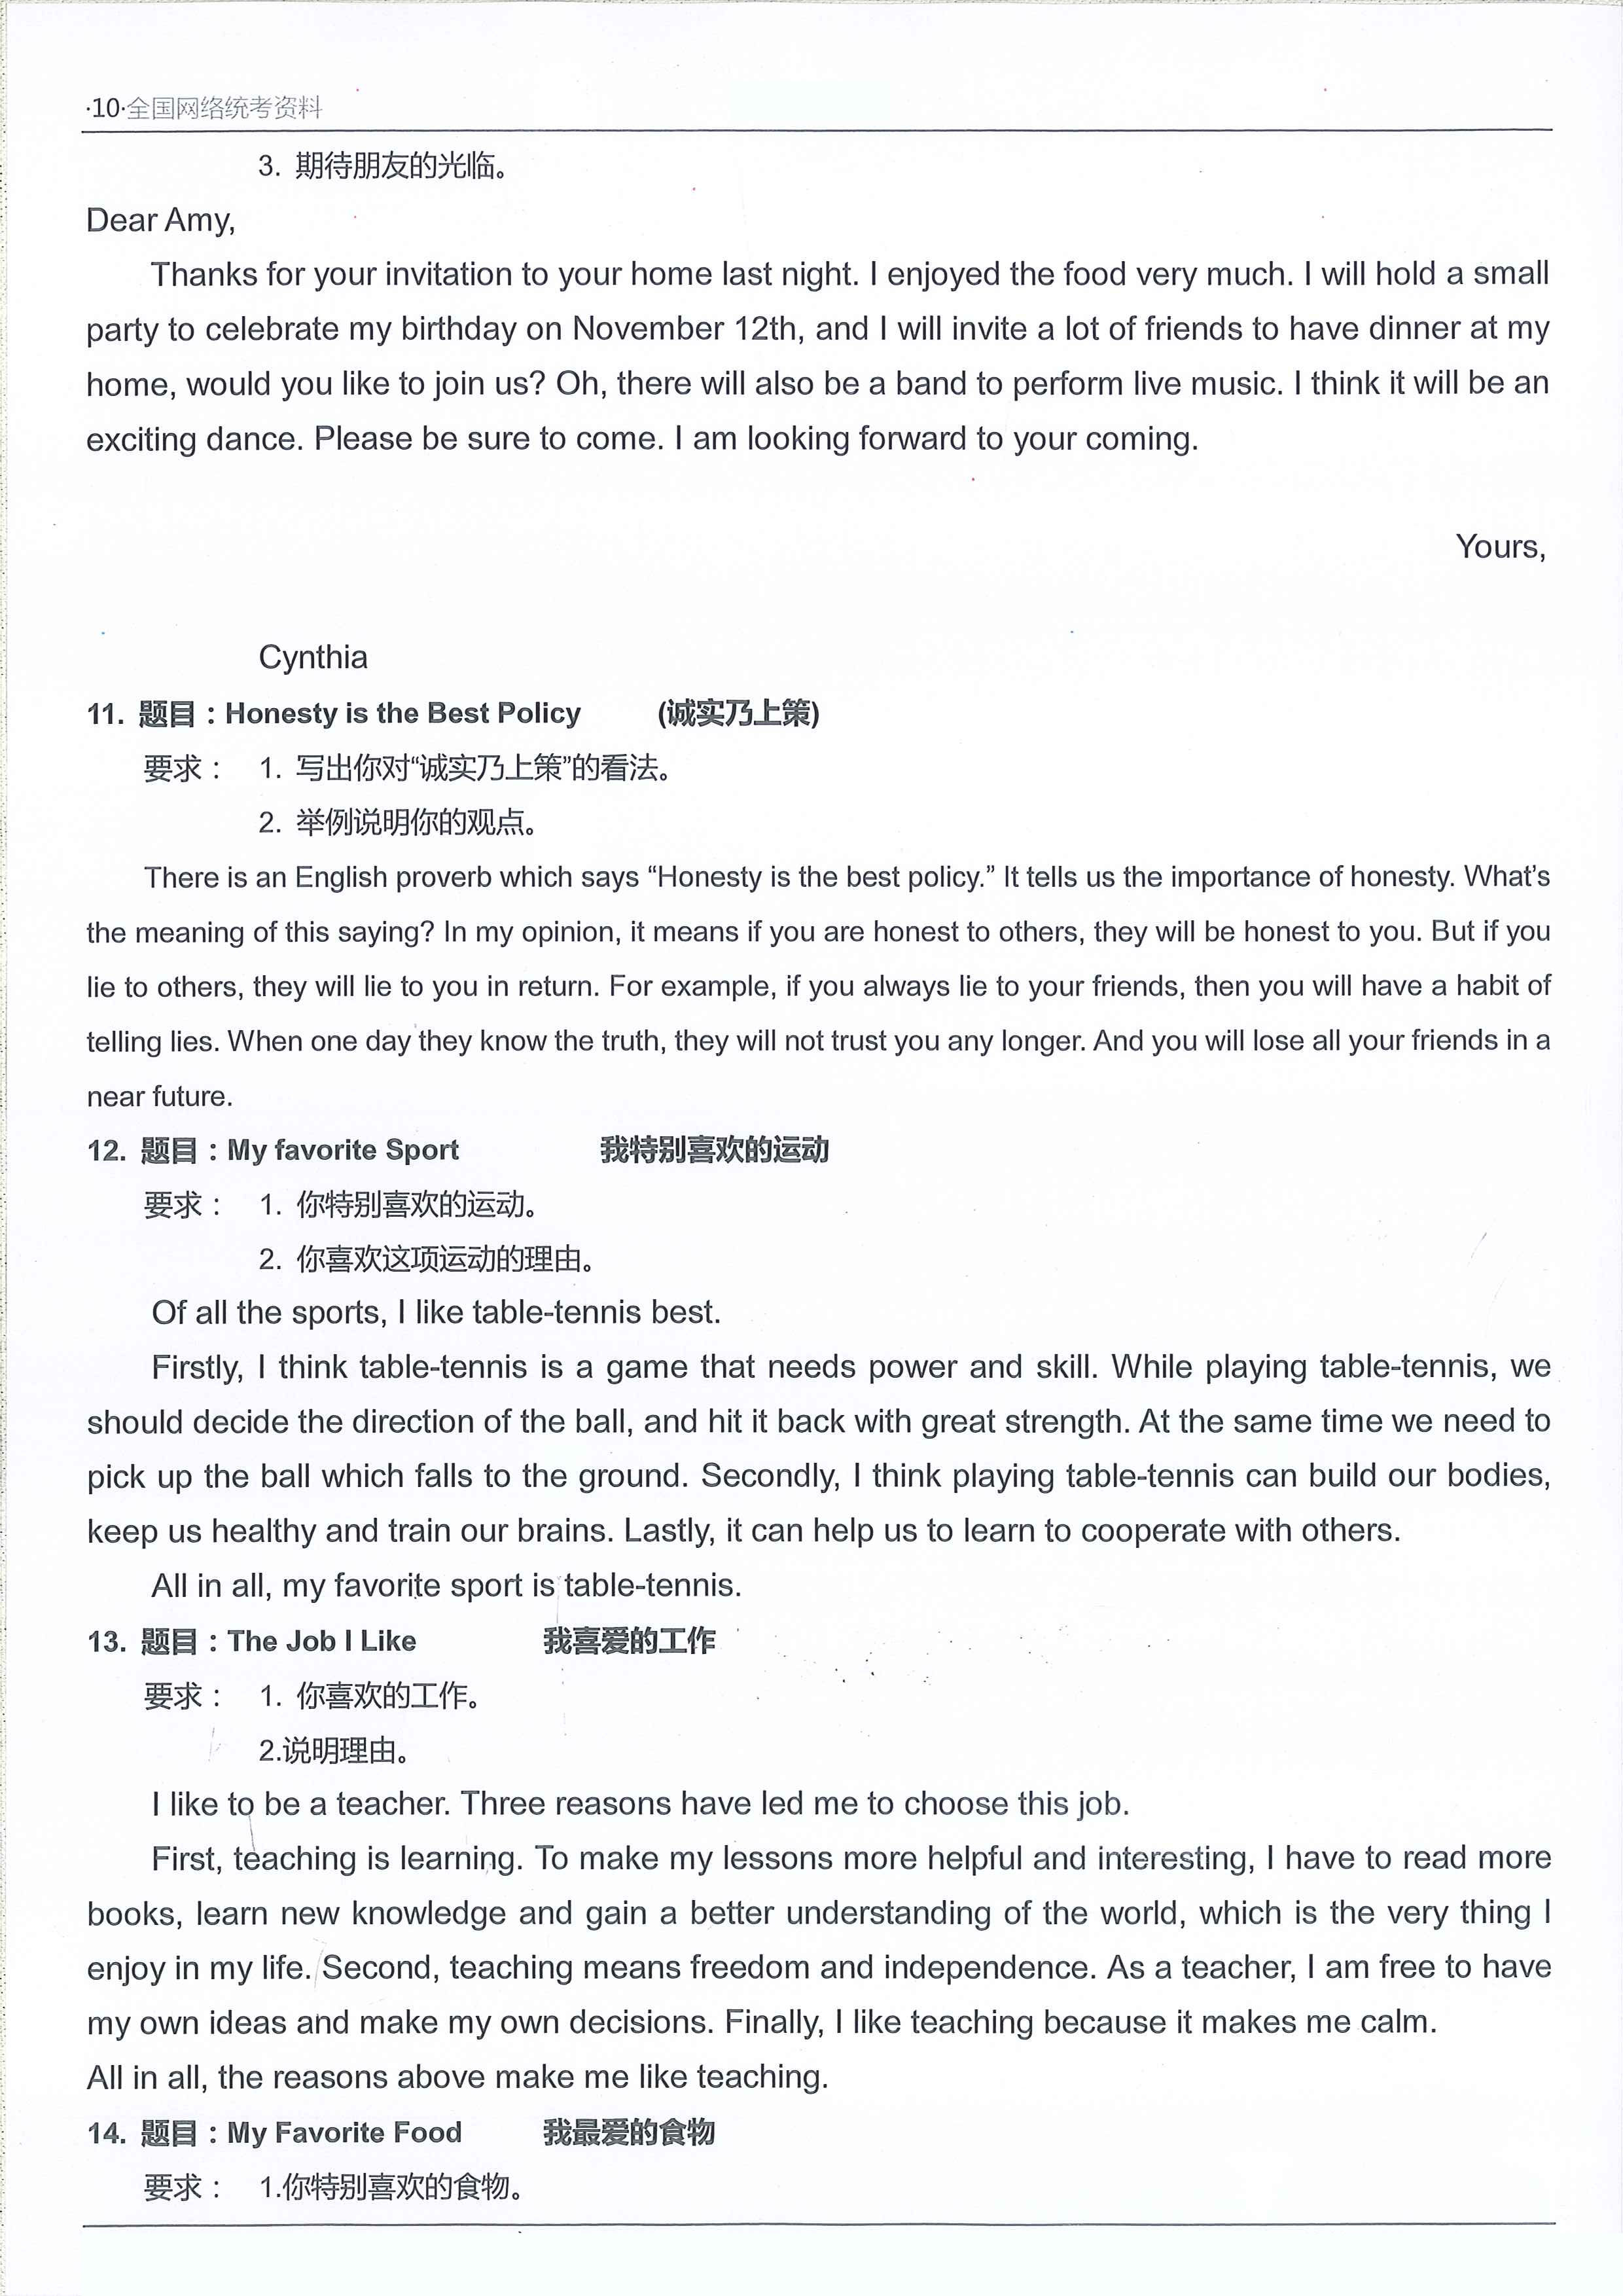 ·10·全国网络统考资料
3. 期待朋友的光临。
Dear Amy,
Thanks for your invitation to your home last night. I enjoyed the food very much. I will hold a small
party to celebrate my birthday on November 12th, and I will invite a lot of friends to have dinner at my
home, would you like to join us? Oh, there will also be a band to perform live music. I think it will be an
exciting dance. Please be sure to come. I am looking forward to your coming.
Yours,
Cynthia
11. 题目：Honesty is the Best Policy (诚实乃上策)
要求： 1. 写出你对“诚实乃上策”的看法。
2. 举例说明你的观点。
There is an English proverb which says “Honesty is the best policy.” It tells us the importance of honesty. What’s
the meaning of this saying? In my opinion, it means if you are honest to others, they will be honest to you. But if you
lie to others, they will lie to you in return. For example, if you always lie to your friends, then you will have a habit of
telling lies. When one day they know the truth, they will not trust you any longer. And you will lose all your friends in a
near future.
12. 题目：My favorite Sport 我特别喜欢的运动
要求： 1. 你特别喜欢的运动。
2. 你喜欢这项运动的理由。
Of all the sports, I like table-tennis best.
Firstly, I think table-tennis is a game that needs power and skill. While playing table-tennis, we
should decide the direction of the ball, and hit it back with great strength. At the same time we need to
pick up the ball which falls to the ground. Secondly, I think playing table-tennis can build our bodies,
keep us healthy and train our brains. Lastly, it can help us to learn to cooperate with others.
All in all, my favorite sport is table-tennis.
13. 题目：The Job I Like 我喜爱的工作
要求： 1. 你喜欢的工作。
2.说明理由。
I like to be a teacher. Three reasons have led me to choose this job.
First, teaching is learning. To make my lessons more helpful and interesting, I have to read more
books, learn new knowledge and gain a better understanding of the world, which is the very thing I
enjoy in my life. Second, teaching means freedom and independence. As a teacher, I am free to have
my own ideas and make my own decisions. Finally, I like teaching because it makes me calm.
All in all, the reasons above make me like teaching.
14. 题目：My Favorite Food 我最爱的食物
要求： 1.你特别喜欢的食物。